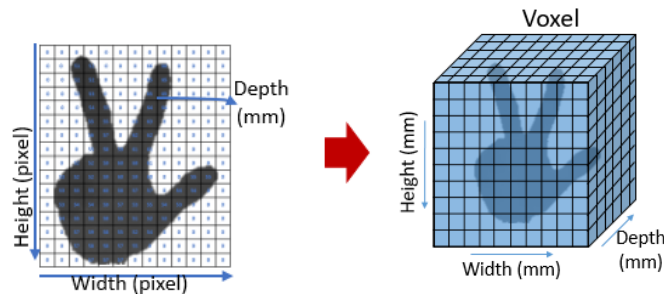 Voxel
Depth
(mm)
Height (pixel)
Width (pixel)
Height (mm)
Width (mm)
Depth
(mm)